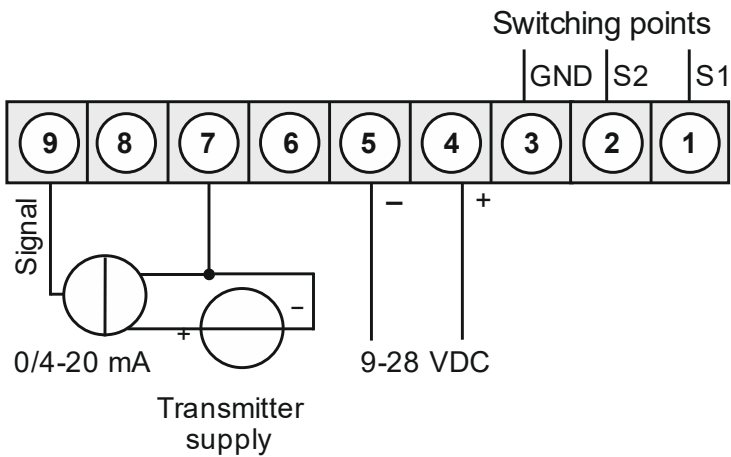 Switching points
GND S2 S1
9 8 7 6 5 4 3 2 1
Signal
– +
–
+
0/4-20 mA 9-28 VDC
Transmitter
supply